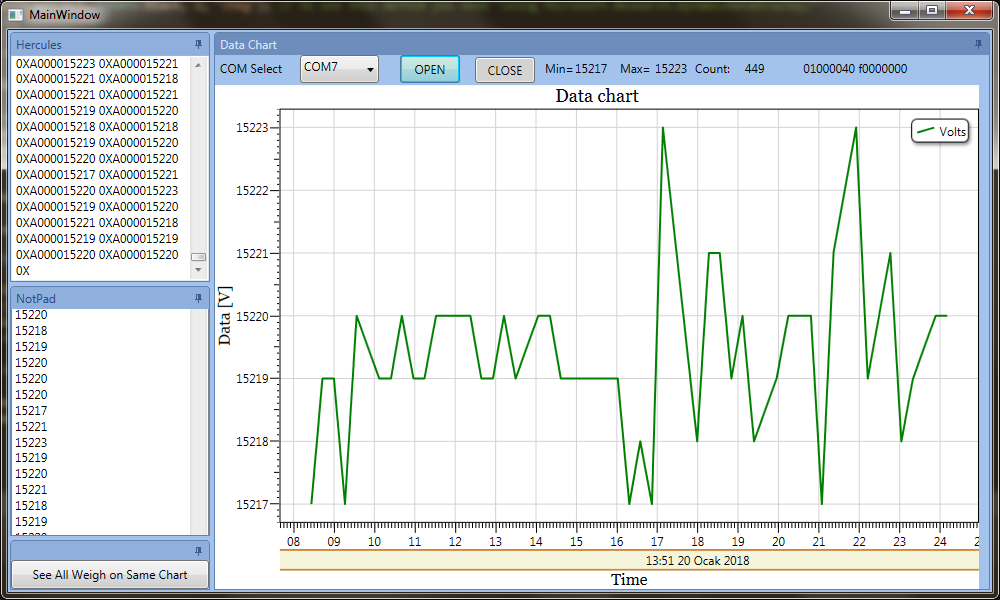 MainWindow
Hercules
0XA000015223 0XA000015221
0XA000015221 0XA000015218
0XA000015221 0XA000015221
0XA000015219 0XA000015220
0XA000015218 0XA000015218
0XA000015219 0XA000015220
0XA000015220 0XA000015220
0XA000015217 0XA000015221
0XA000015220 0XA000015223
0XA000015219 0XA000015220
0XA000015221 0XA000015218
0XA000015219 0XA000015219
0XA000015220 0XA000015220
0X
NotPad
15220
15218
15219
15220
15220
15220
15217
15221
15223
15219
15220
15221
15218
15219
See All Weigh on Same Chart
Data Chart
COM Select COM7 OPEN CLOSE Min= 15217 Max= 15223 Count: 449 01000040 f0000000
Data chart
Volts
Data [V]
15223
15222
15221
15220
15219
15218
15217
08 09 10 11 12 13 14 15 16 17 18 19 20 21 22 23 24
13:51 20 Ocak 2018
Time